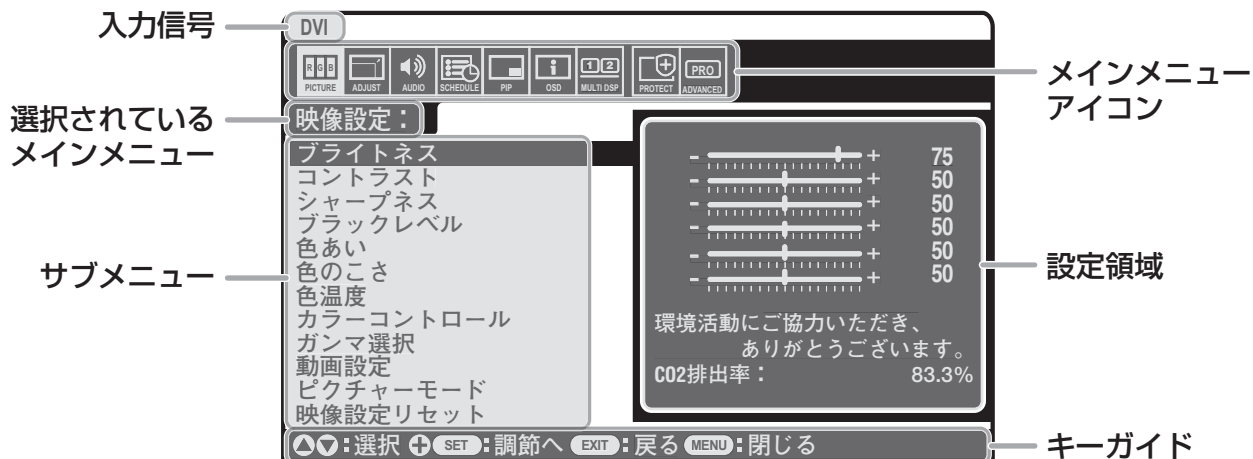 入力信号
DVI
R G B
PICTURE
ADJUST
AUDIO
SCHEDULE
PIP
OSD
1 2
MULTI DSP
PROTECT
PRO
ADVANCED
メインメニュー
アイコン
選択されている
メインメニュー
映像設定：
サブメニュー
ブライトネス
コントラスト
シャープネス
ブラックレベル
色あい
色のこさ
色温度
カラーコントロール
ガンマ選択
動画設定
ピクチャーモード
映像設定リセット
- + 75
- + 50
- + 50
- + 50
- + 50
- + 50
環境活動にご協力いただき、
ありがとうございます。
CO2排出率： 83.3%
設定領域
:選択 SET:調節へ EXIT:戻る MENU:閉じる
キーガイド